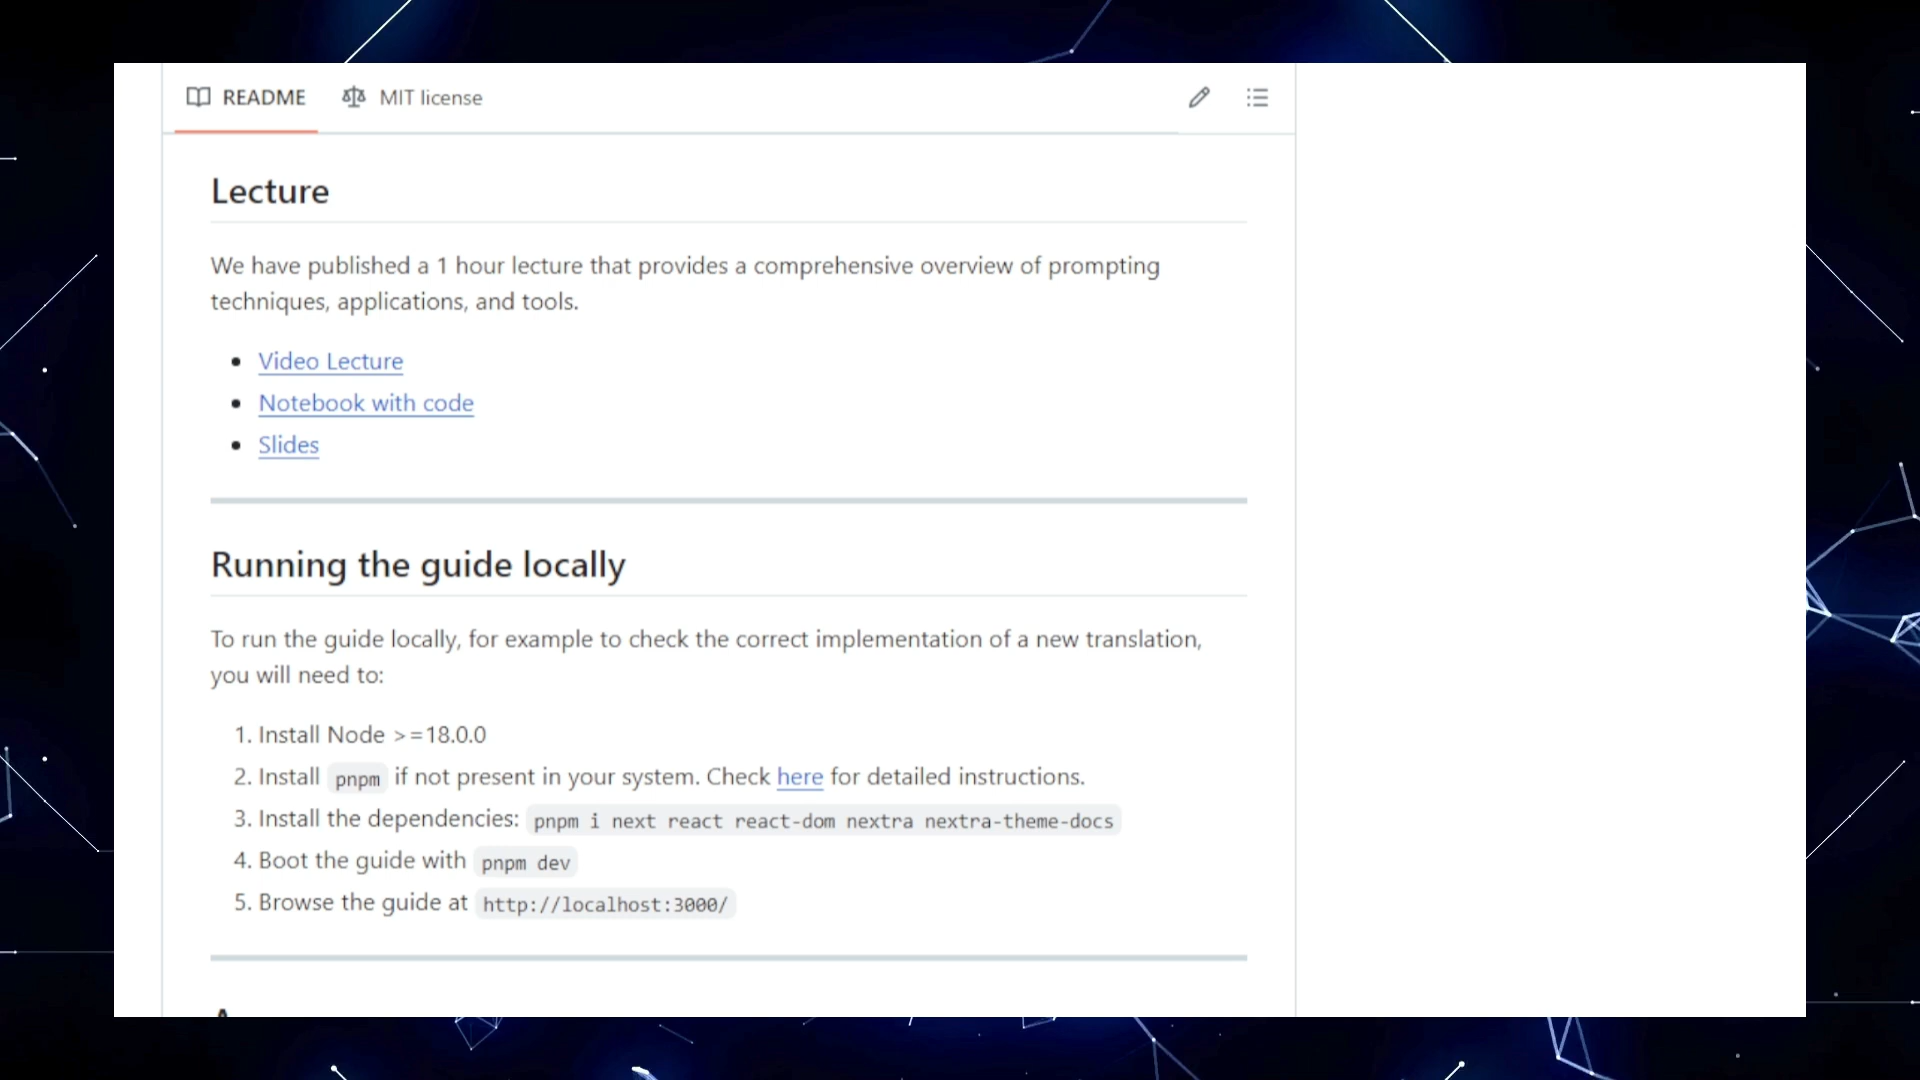 README MIT license
Lecture
We have published a 1 hour lecture that provides a comprehensive overview of prompting
techniques, applications, and tools.
Video Lecture
Notebook with code
Slides
Running the guide locally
To run the guide locally, for example to check the correct implementation of a new translation,
you will need to:
1. Install Node >=18.0.0
2. Install pnpm if not present in your system. Check here for detailed instructions.
3. Install the dependencies: pnpm i next react react-dom nextra nextra-theme-docs
4. Boot the guide with pnpm dev
5. Browse the guide at http://localhost:3000/